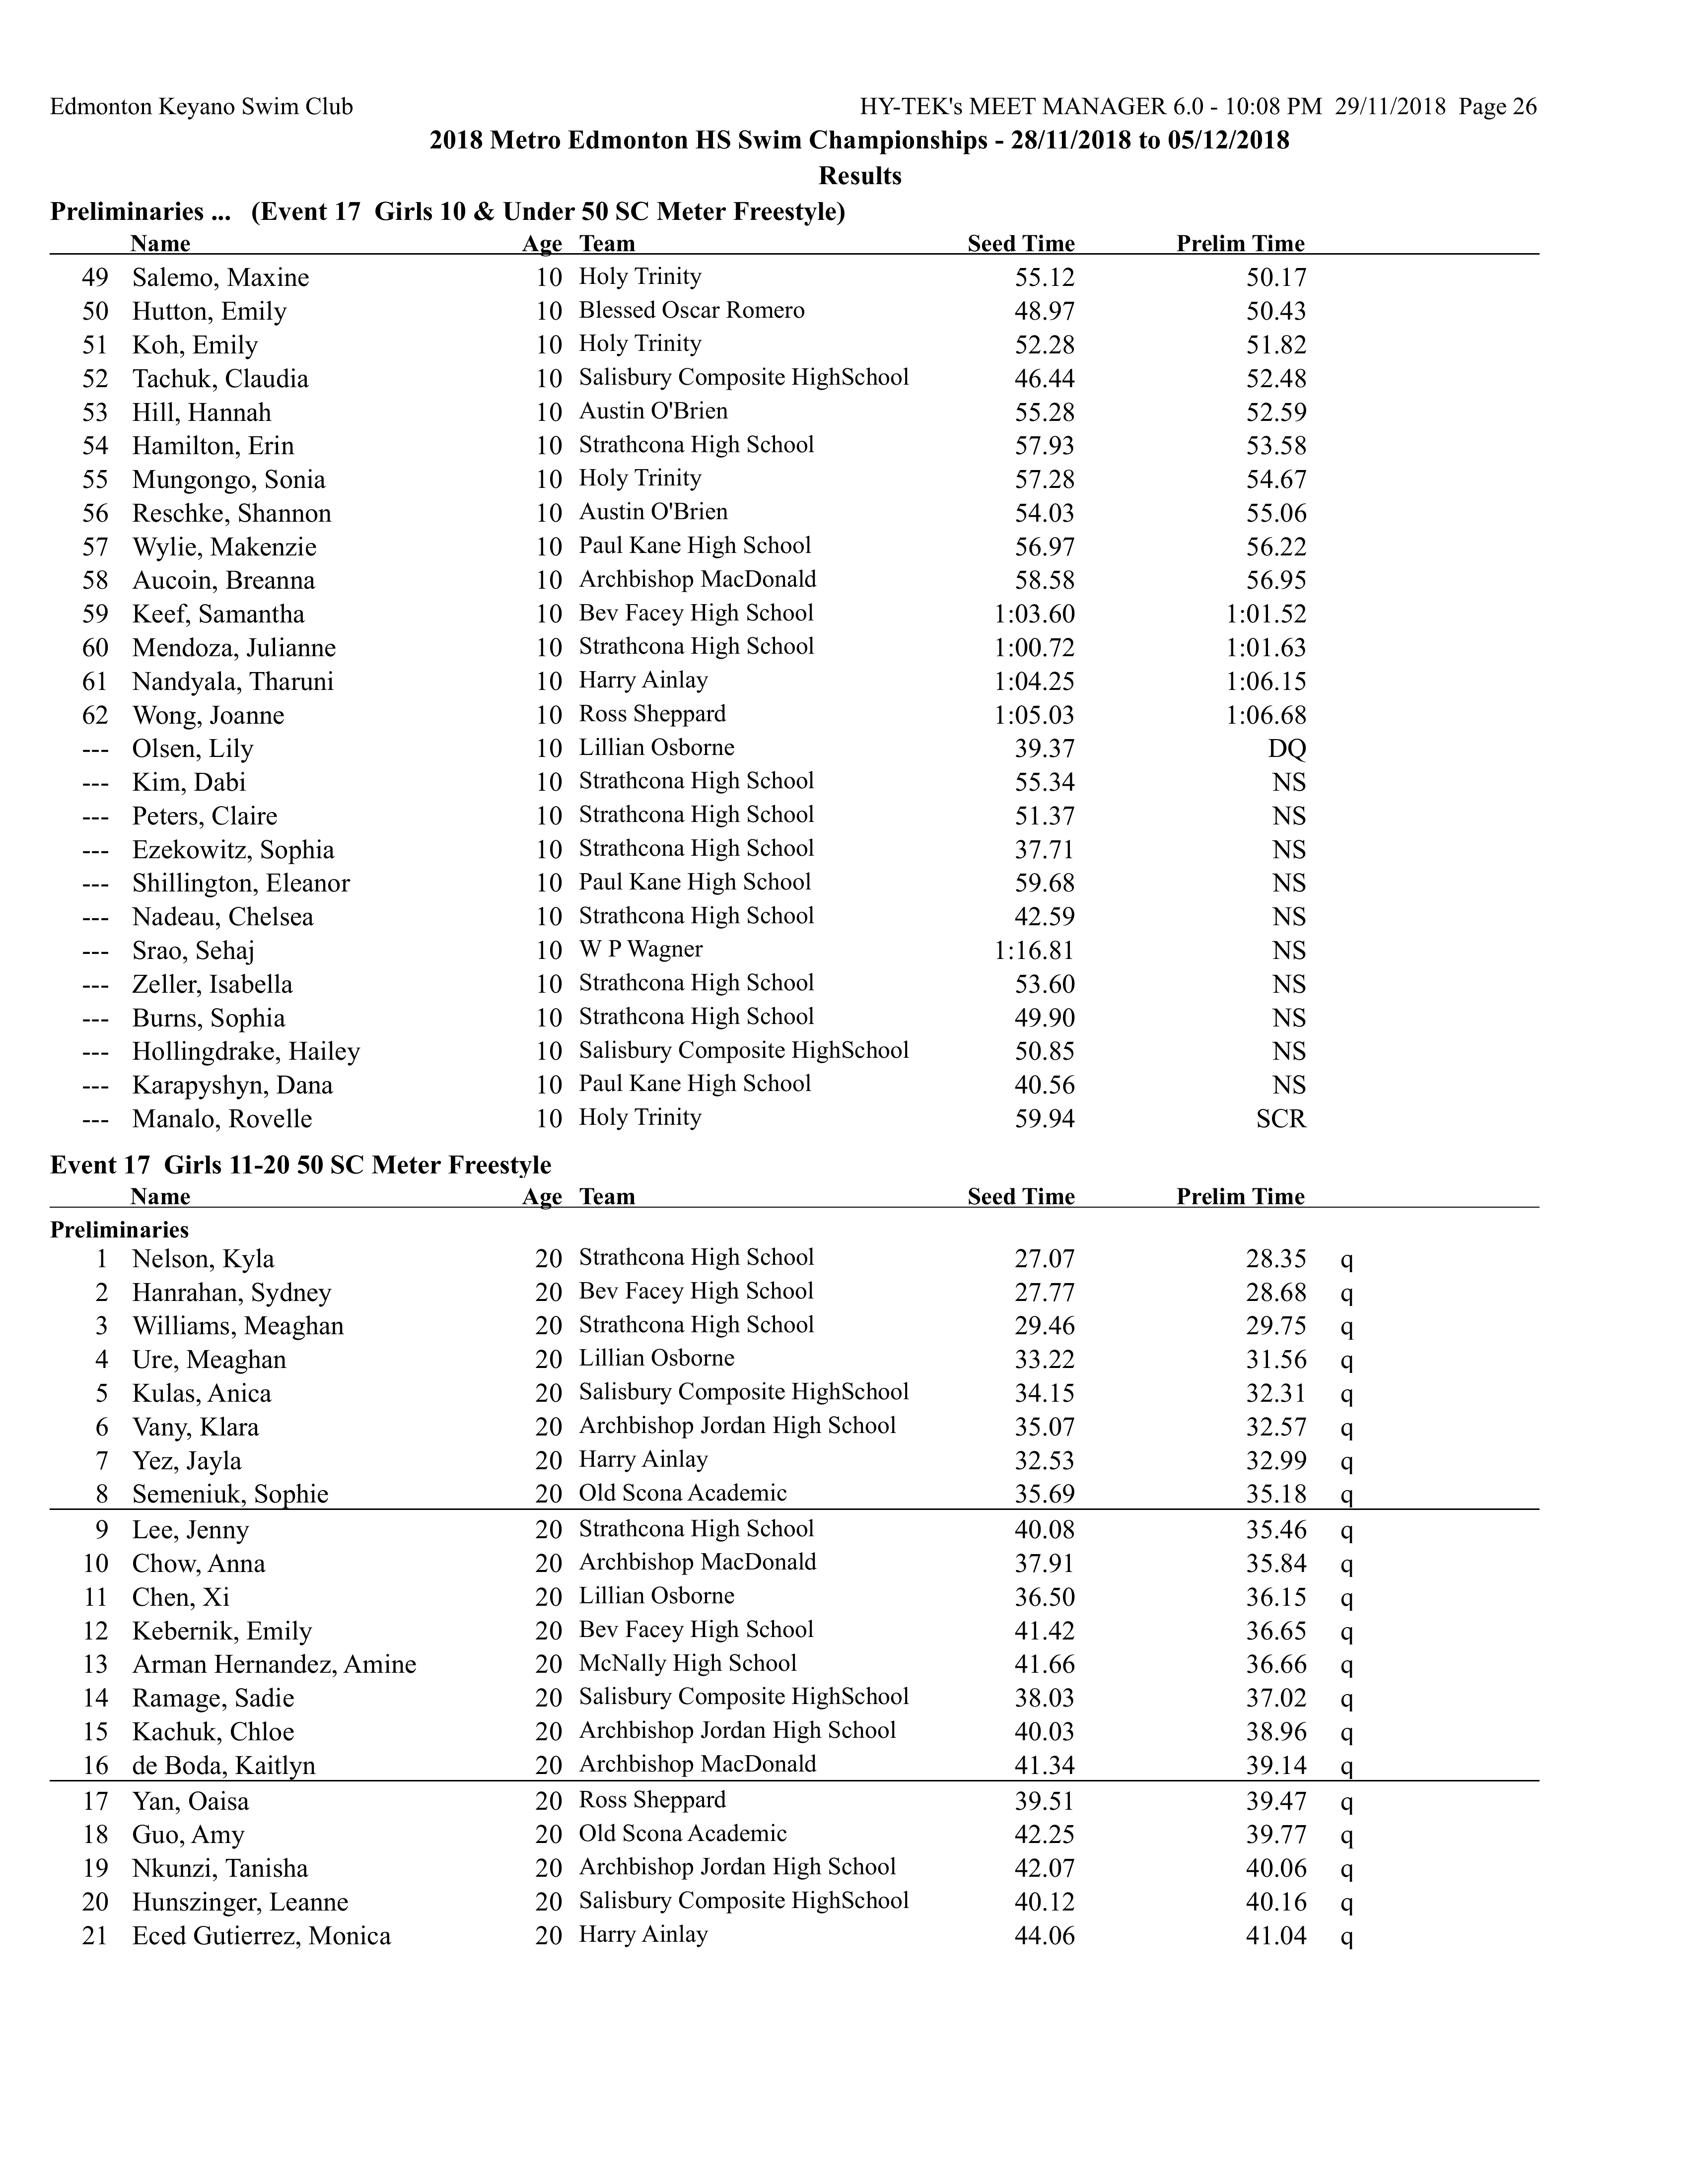 Edmonton Keyano Swim Club HY-TEK's MEET MANAGER 6.0 - 10:08 PM 29/11/2018 Page 26
2018 Metro Edmonton HS Swim Championships - 28/11/2018 to 05/12/2018
Results
Preliminaries ... (Event 17 Girls 10 & Under 50 SC Meter Freestyle)
Name Age Team Seed Time Prelim Time
49 Salemo, Maxine 10 Holy Trinity 55.12 50.17
50 Hutton, Emily 10 Blessed Oscar Romero 48.97 50.43
51 Koh, Emily 10 Holy Trinity 52.28 51.82
52 Tachuk, Claudia 10 Salisbury Composite HighSchool 46.44 52.48
53 Hill, Hannah 10 Austin O'Brien 55.28 52.59
54 Hamilton, Erin 10 Strathcona High School 57.93 53.58
55 Mungongo, Sonia 10 Holy Trinity 57.28 54.67
56 Reschke, Shannon 10 Austin O'Brien 54.03 55.06
57 Wylie, Makenzie 10 Paul Kane High School 56.97 56.22
58 Aucoin, Breanna 10 Archbishop MacDonald 58.58 56.95
59 Keef, Samantha 10 Bev Facey High School 1:03.60 1:01.52
60 Mendoza, Julianne 10 Strathcona High School 1:00.72 1:01.63
61 Nandyala, Tharuni 10 Harry Ainlay 1:04.25 1:06.15
62 Wong, Joanne 10 Ross Sheppard 1:05.03 1:06.68
--- Olsen, Lily 10 Lillian Osborne 39.37 DQ
--- Kim, Dabi 10 Strathcona High School 55.34 NS
--- Peters, Claire 10 Strathcona High School 51.37 NS
--- Ezekowitz, Sophia 10 Strathcona High School 37.71 NS
--- Shillington, Eleanor 10 Paul Kane High School 59.68 NS
--- Nadeau, Chelsea 10 Strathcona High School 42.59 NS
--- Srao, Sehaj 10 W P Wagner 1:16.81 NS
--- Zeller, Isabella 10 Strathcona High School 53.60 NS
--- Burns, Sophia 10 Strathcona High School 49.90 NS
--- Hollingdrake, Hailey 10 Salisbury Composite HighSchool 50.85 NS
--- Karapyshyn, Dana 10 Paul Kane High School 40.56 NS
--- Manalo, Rovelle 10 Holy Trinity 59.94 SCR
Event 17 Girls 11-20 50 SC Meter Freestyle
Name Age Team Seed Time Prelim Time
Preliminaries
1 Nelson, Kyla 20 Strathcona High School 27.07 28.35 q
2 Hanrahan, Sydney 20 Bev Facey High School 27.77 28.68 q
3 Williams, Meaghan 20 Strathcona High School 29.46 29.75 q
4 Ure, Meaghan 20 Lillian Osborne 33.22 31.56 q
5 Kulas, Anica 20 Salisbury Composite HighSchool 34.15 32.31 q
6 Vany, Klara 20 Archbishop Jordan High School 35.07 32.57 q
7 Yez, Jayla 20 Harry Ainlay 32.53 32.99 q
8 Semeniuk, Sophie 20 Old Scona Academic 35.69 35.18 q
9 Lee, Jenny 20 Strathcona High School 40.08 35.46 q
10 Chow, Anna 20 Archbishop MacDonald 37.91 35.84 q
11 Chen, Xi 20 Lillian Osborne 36.50 36.15 q
12 Kebernik, Emily 20 Bev Facey High School 41.42 36.65 q
13 Arman Hernandez, Amine 20 McNally High School 41.66 36.66 q
14 Ramage, Sadie 20 Salisbury Composite HighSchool 38.03 37.02 q
15 Kachuk, Chloe 20 Archbishop Jordan High School 40.03 38.96 q
16 de Boda, Kaitlyn 20 Archbishop MacDonald 41.34 39.14 q
17 Yan, Oaisa 20 Ross Sheppard 39.51 39.47 q
18 Guo, Amy 20 Old Scona Academic 42.25 39.77 q
19 Nkunzi, Tanisha 20 Archbishop Jordan High School 42.07 40.06 q
20 Hunszinger, Leanne 20 Salisbury Composite HighSchool 40.12 40.16 q
21 Eced Gutierrez, Monica 20 Harry Ainlay 44.06 41.04 q